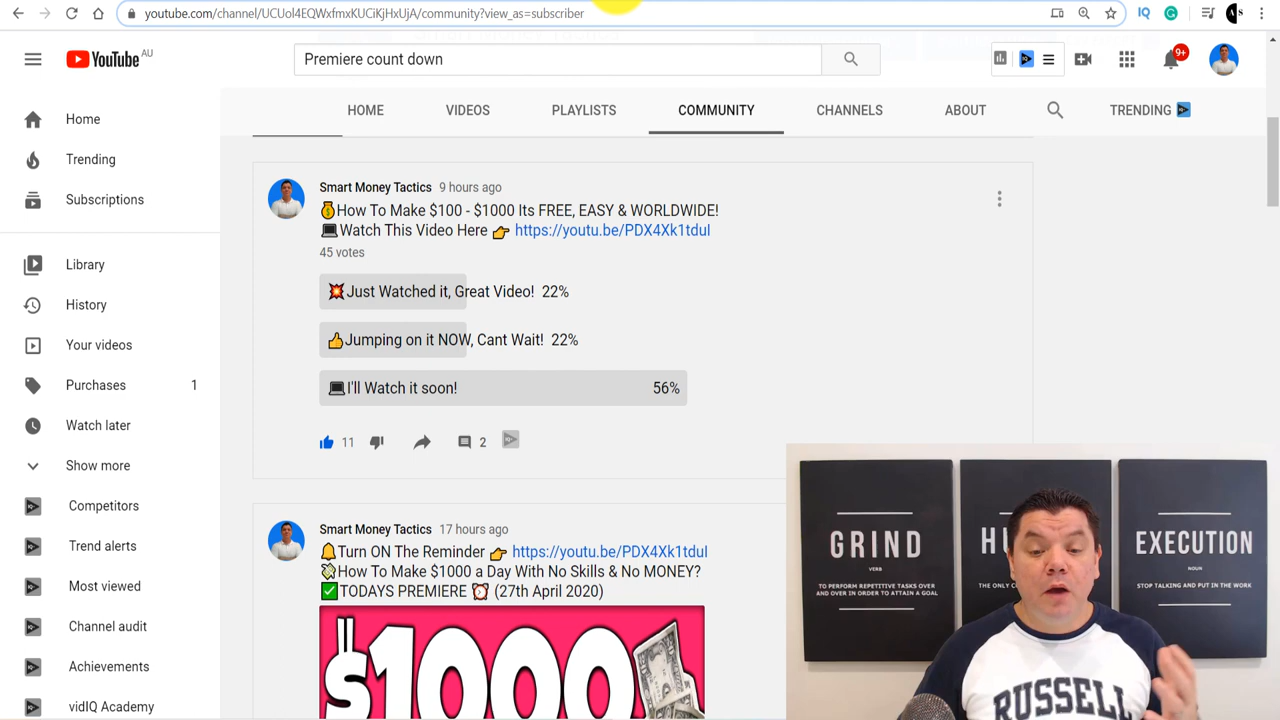 youtube.com/channel/UCUol4EQWxfmxKUCiKjHxUjA/community?view_as=subscriber
YouTube AU
Premiere count down
9+
HOME VIDEOS PLAYLISTS COMMUNITY CHANNELS ABOUT TRENDING
Home
Trending
Subscriptions
Library
History
Your videos
Purchases 1
Watch later
Show more
Competitors
Trend alerts
Most viewed
Channel audit
Achievements
vidIQ Academy
Smart Money Tactics 9 hours ago
💰How To Make $100 - $1000 Its FREE, EASY & WORLDWIDE!
💻Watch This Video Here 👉 https://youtu.be/PDX4Xk1tduI
45 votes
💥Just Watched it, Great Video! 22%
👍Jumping on it NOW, Cant Wait! 22%
💻I'll Watch it soon! 56%
11 2
Smart Money Tactics 17 hours ago
🔔Turn ON The Reminder 👉 https://youtu.be/PDX4Xk1tduI
💸How To Make $1000 a Day With No Skills & No MONEY?
✅TODAYS PREMIERE ⏰ (27th April 2020)
$1000
GRIND
VERB
TO PERFORM REPETITIVE TASKS OVER
AND OVER IN ORDER TO ATTAIN A GOAL
THE ONLY
EXECUTION
NOUN
STOP TALKING AND PUT IN THE WORK
RUSSELL